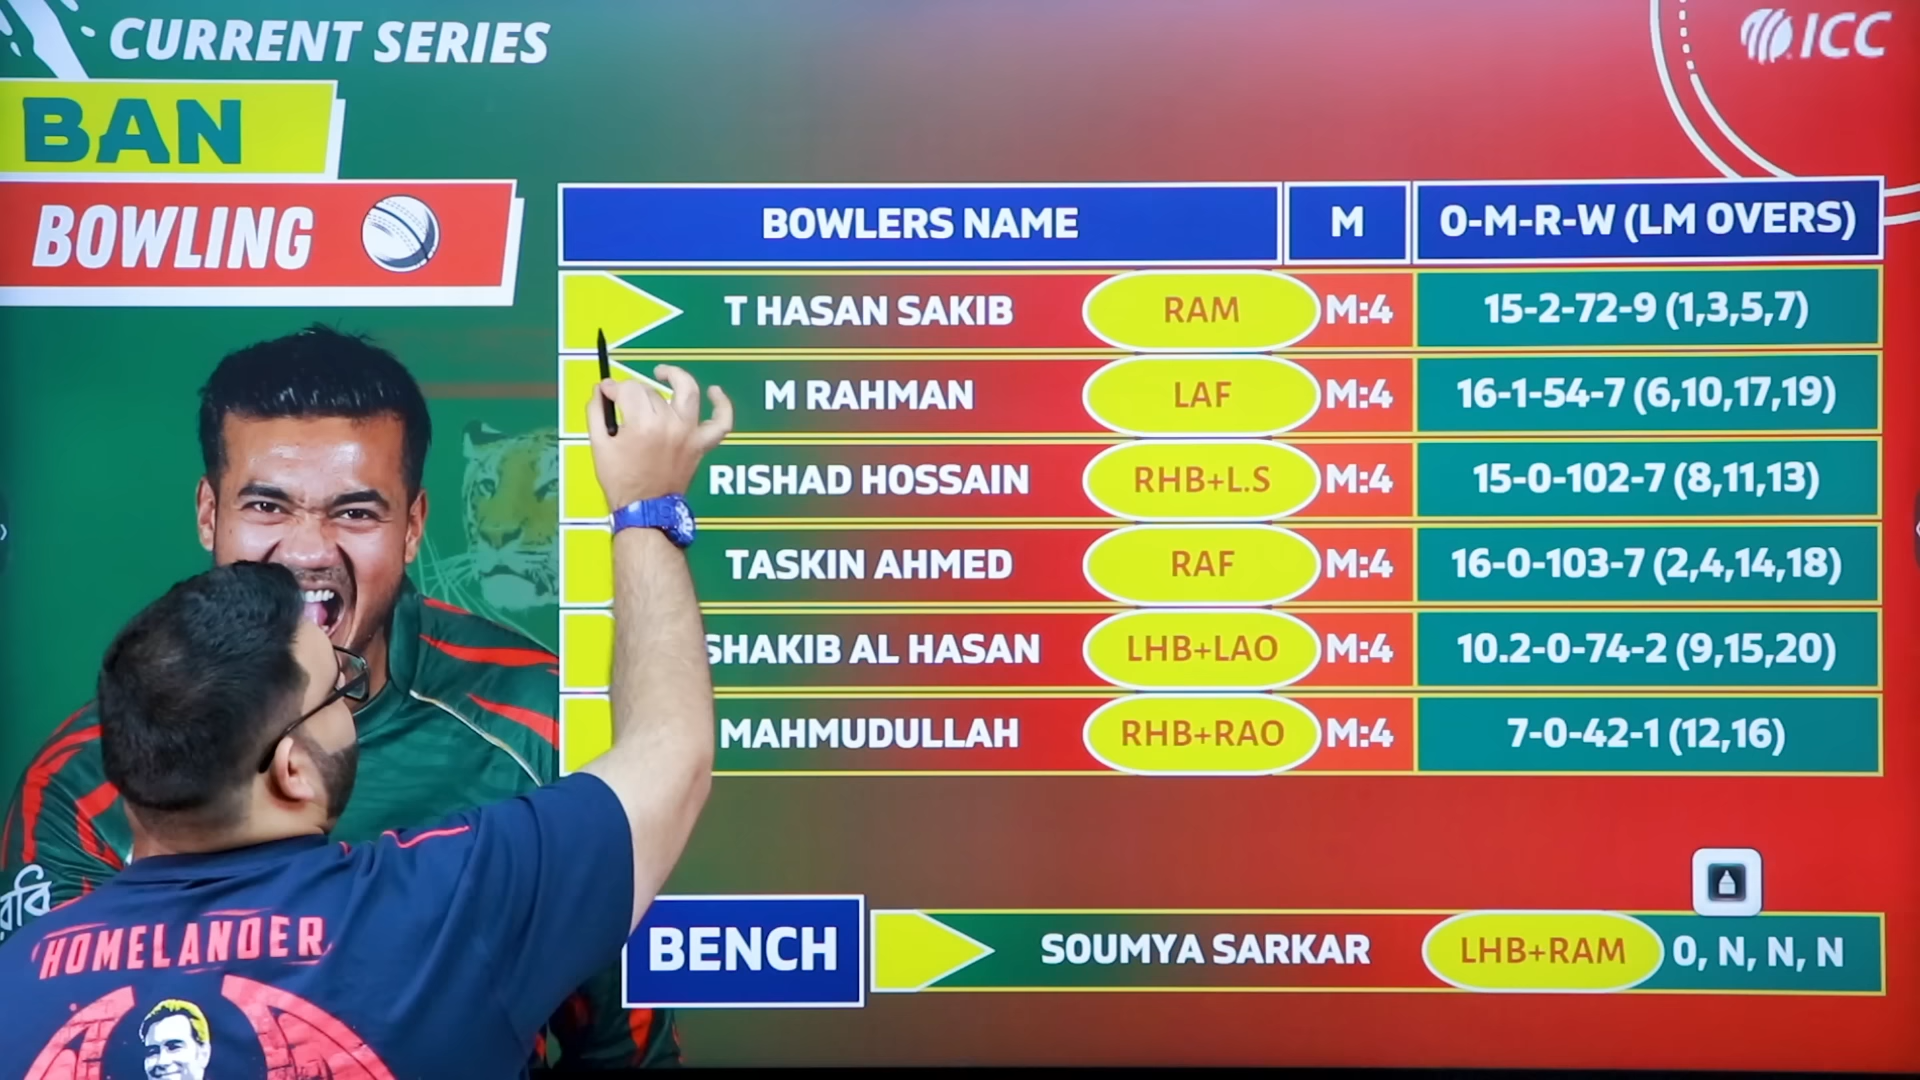 CURRENT SERIES
ICC
BAN
BOWLING
BOWLERS NAME M O-M-R-W (LM OVERS)
T HASAN SAKIB RAM M:4 15-2-72-9 (1,3,5,7)
M RAHMAN LAF M:4 16-1-54-7 (6,10,17,19)
RISHAD HOSSAIN RHB+L.S M:4 15-0-102-7 (8,11,13)
TASKIN AHMED RAF M:4 16-0-103-7 (2,4,14,18)
SHAKIB AL HASAN LHB+LAO M:4 10.2-0-74-2 (9,15,20)
MAHMUDULLAH RHB+RAO M:4 7-0-42-1 (12,16)
রবি
HOMELANDER
BENCH SOUMYA SARKAR LHB+RAM 0, N, N, N